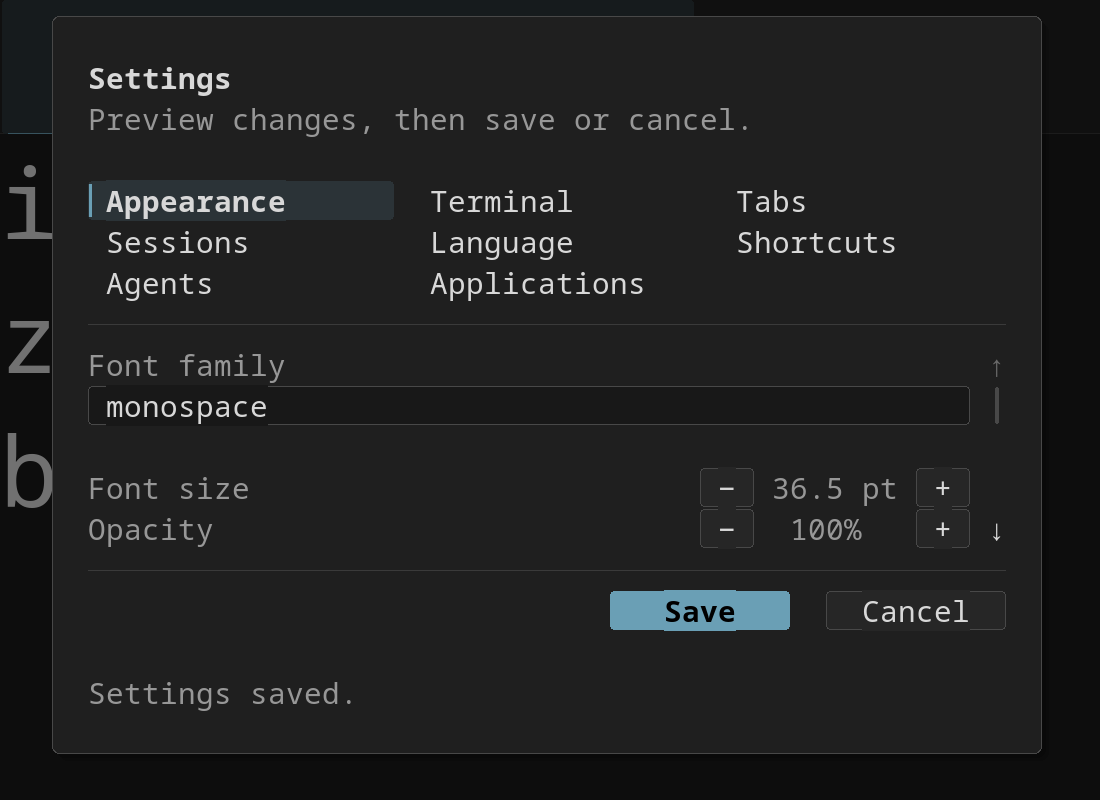 Settings
Preview changes, then save or cancel.
Appearance Terminal Tabs
Sessions Language Shortcuts
Agents Applications
Font family ↑
monospace
Font size − 36.5 pt +
Opacity − 100% + ↓
Save Cancel
Settings saved.
i
z
b